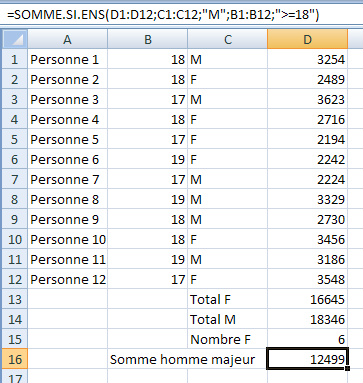 =SOMME.SI.ENS(D1:D12;C1:C12;"M";B1:B12;">=18")
A B C D
1 Personne 1 18 M 3254
2 Personne 2 18 F 2489
3 Personne 3 17 M 3623
4 Personne 4 18 F 2716
5 Personne 5 17 F 2194
6 Personne 6 19 F 2242
7 Personne 7 17 M 2224
8 Personne 8 19 M 3329
9 Personne 9 18 M 2730
10 Personne 10 18 F 3456
11 Personne 11 19 M 3186
12 Personne 12 17 F 3548
13 Total F 16645
14 Total M 18346
15 Nombre F 6
16 Somme homme majeur 12499
17